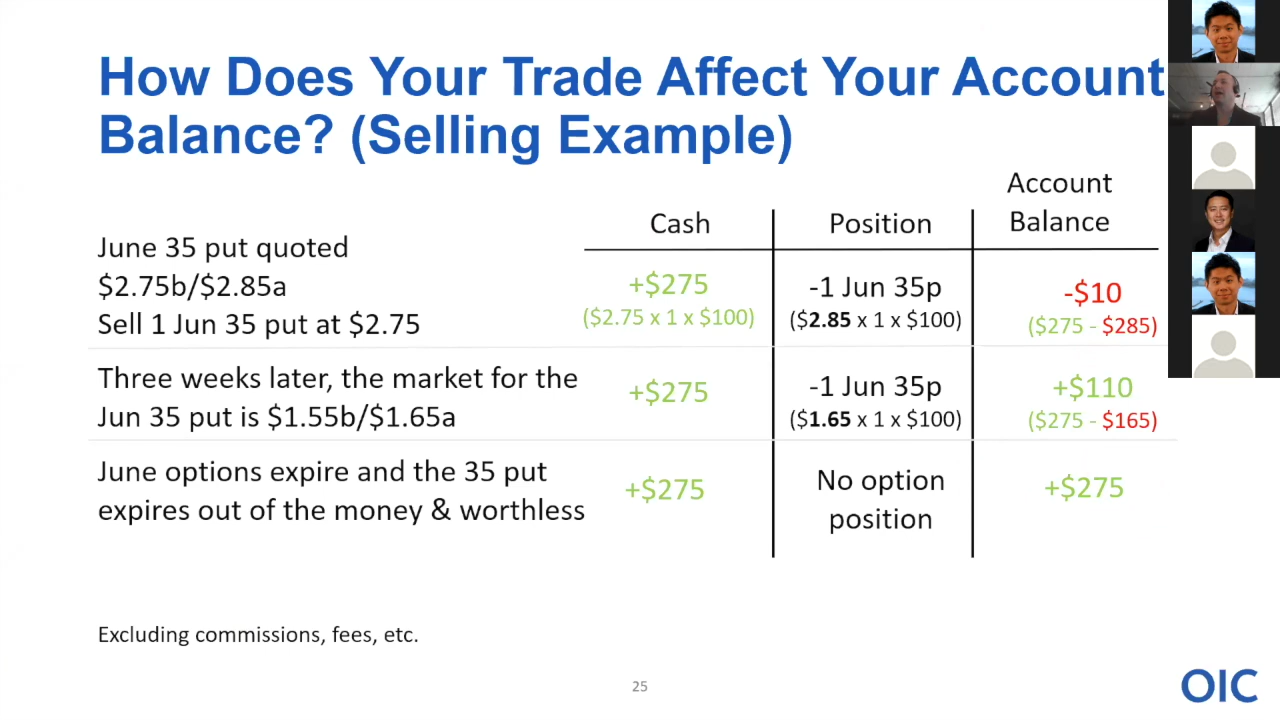 How Does Your Trade Affect Your Account
Balance? (Selling Example)
Cash
Position
Account
Balance
June 35 put quoted
$2.75b/$2.85a
Sell 1 Jun 35 put at $2.75
+$275
($2.75 x 1 x $100)
-1 Jun 35p
($2.85 x 1 x $100)
-$10
($275 - $285)
Three weeks later, the market for the
Jun 35 put is $1.55b/$1.65a
+$275
-1 Jun 35p
($1.65 x 1 x $100)
+$110
($275 - $165)
June options expire and the 35 put
expires out of the money & worthless
+$275
No option
position
+$275
Excluding commissions, fees, etc.
25
OIC